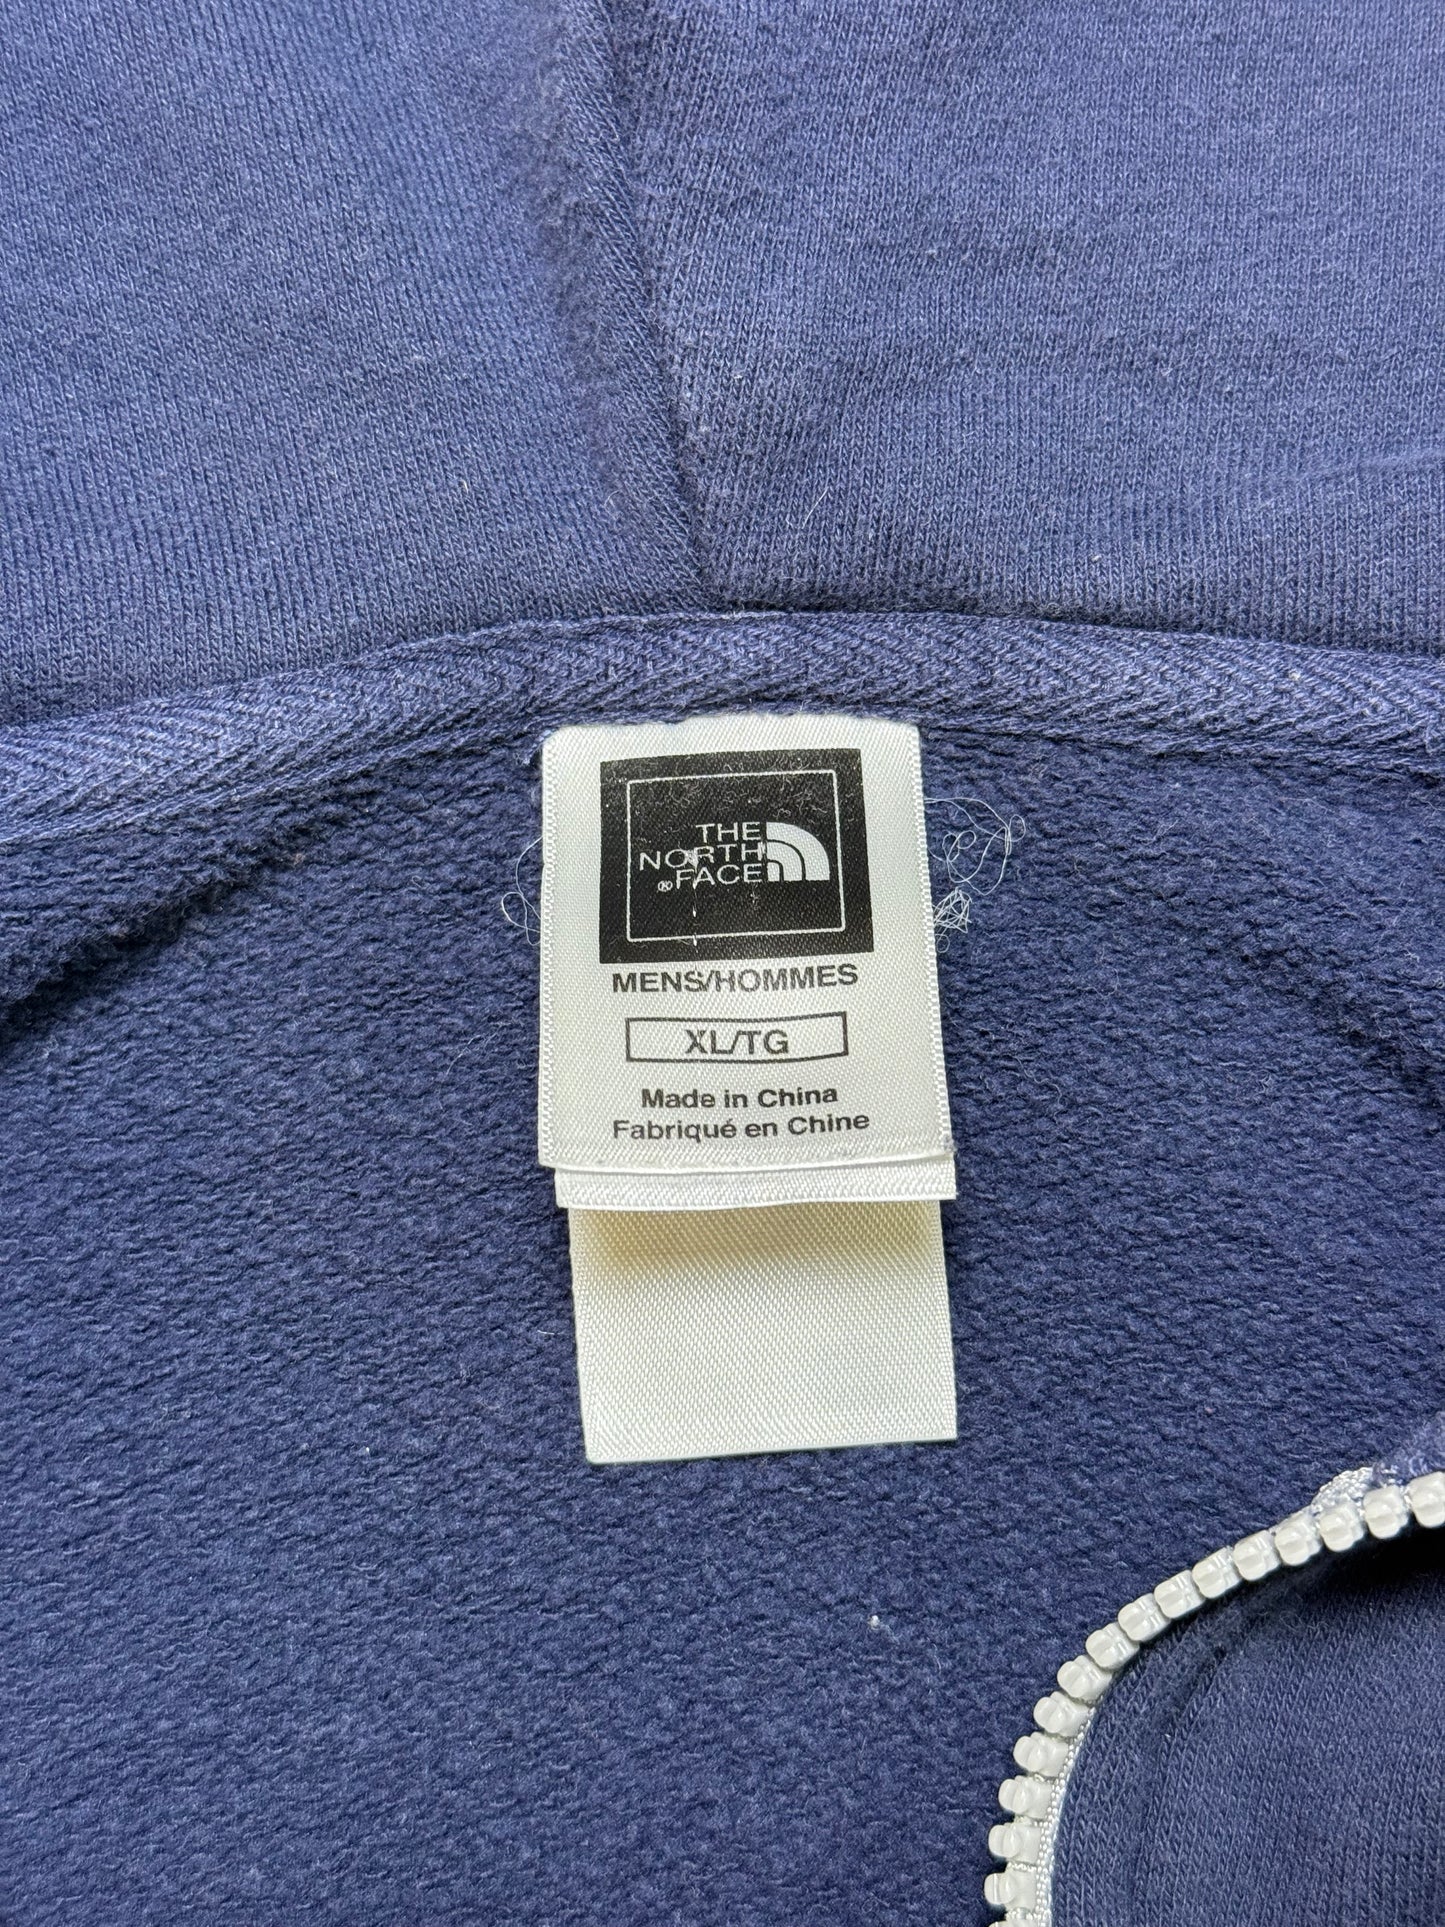 THE
NORTH
® FACE
MENS/HOMMES
XL/TG
Made in China
Fabriqué en Chine